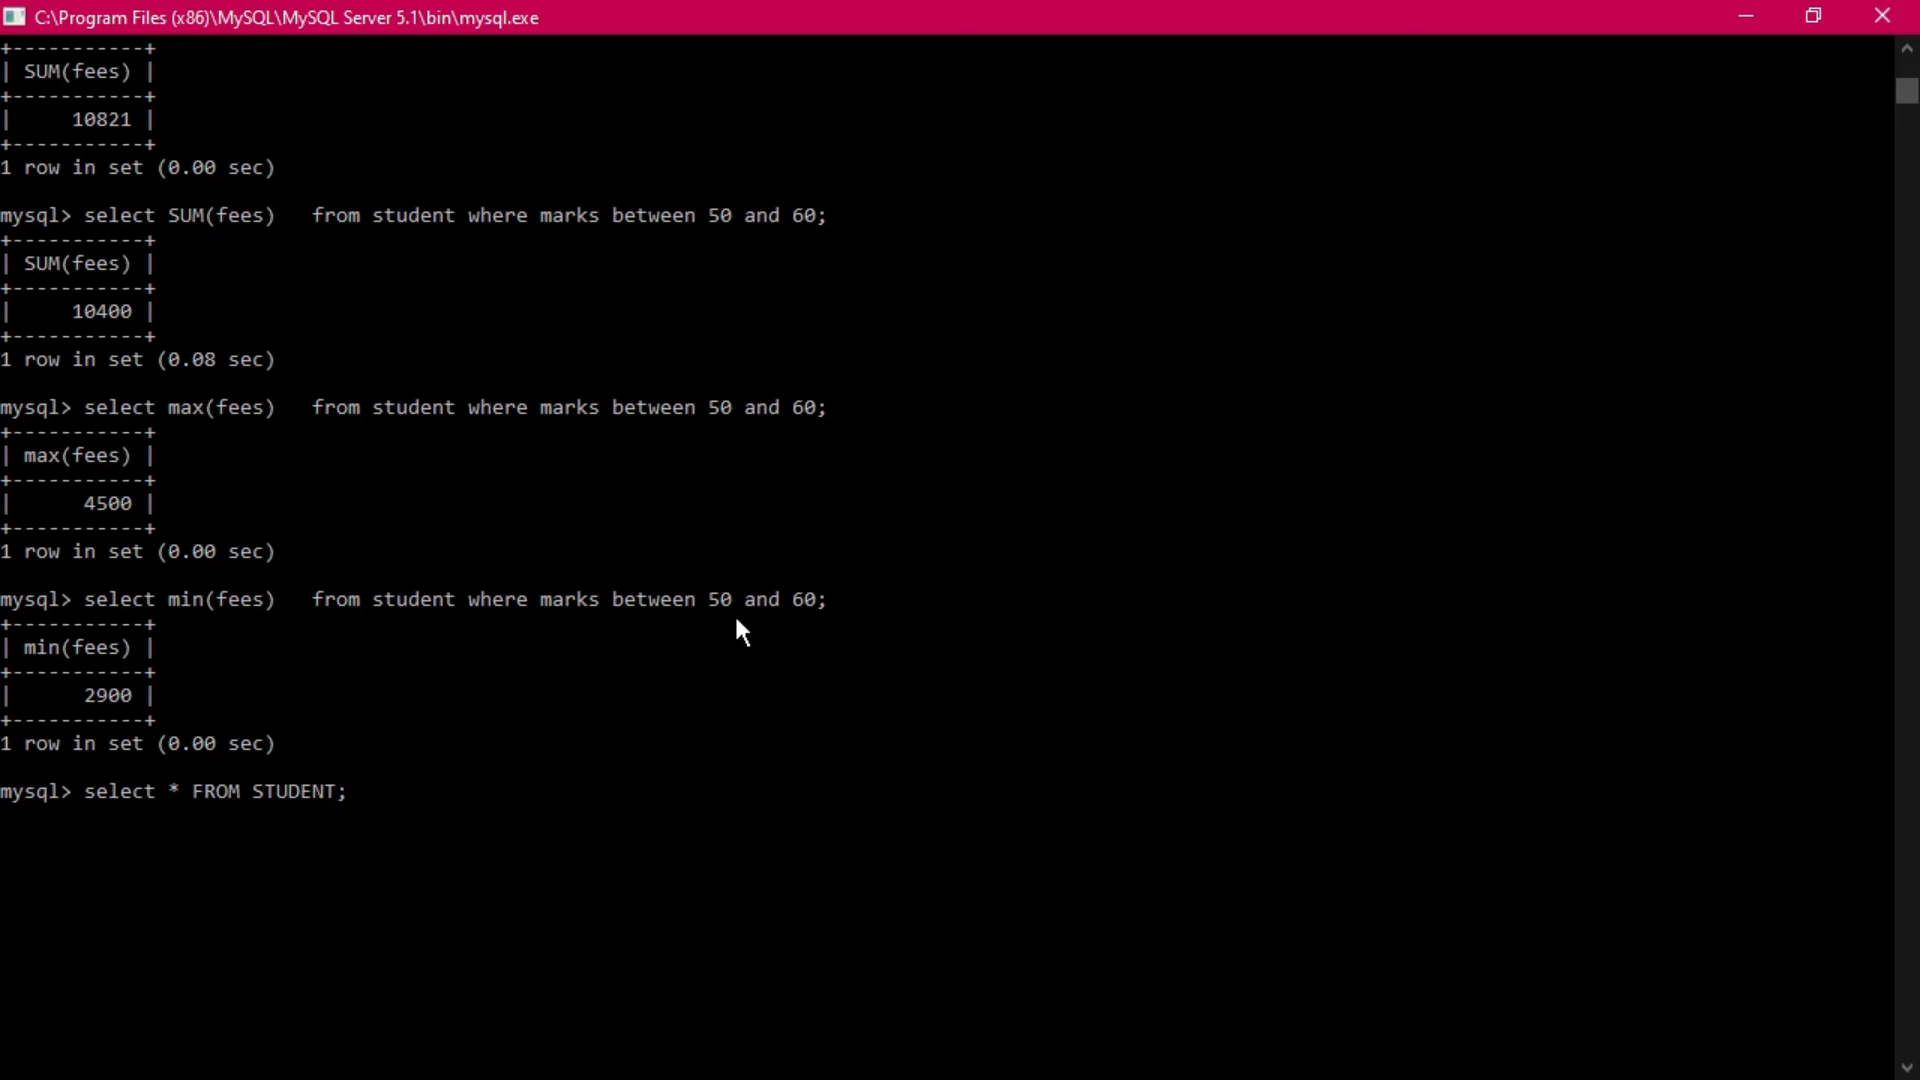 C:\Program Files (x86)\MySQL\MySQL Server 5.1\bin\mysql.exe
+-----------+
| SUM(fees) |
+-----------+
|     10821 |
+-----------+
1 row in set (0.00 sec)
mysql> select SUM(fees)   from student where marks between 50 and 60;
+-----------+
| SUM(fees) |
+-----------+
|     10400 |
+-----------+
1 row in set (0.08 sec)
mysql> select max(fees)   from student where marks between 50 and 60;
+-----------+
| max(fees) |
+-----------+
|      4500 |
+-----------+
1 row in set (0.00 sec)
mysql> select min(fees)   from student where marks between 50 and 60;
+-----------+
| min(fees) |
+-----------+
|      2900 |
+-----------+
1 row in set (0.00 sec)
mysql> select * FROM STUDENT;